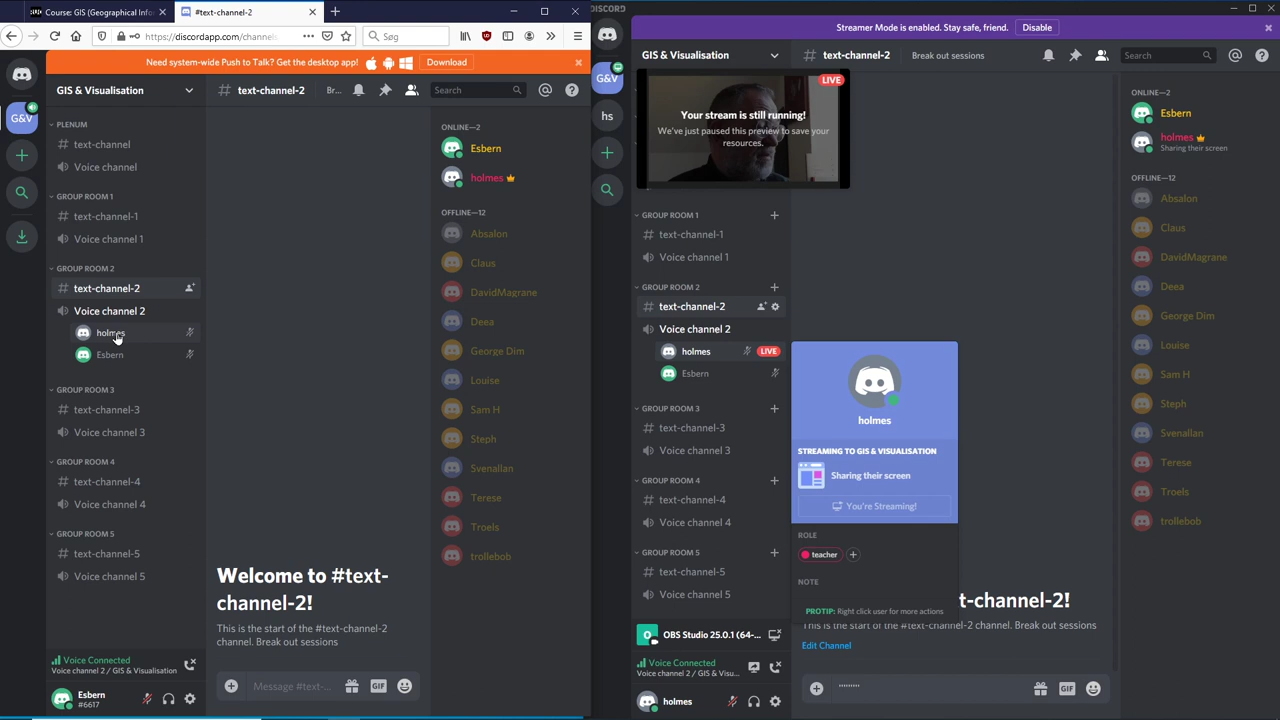 Course: GIS (Geographical Infor
#text-channel-2
https://discordapp.com/channels
Søg
Need system-wide Push to Talk? Get the desktop app!
Download
GIS & Visualisation
# text-channel-2
Br...
Search
G&V
PLENUM
# text-channel
Voice channel
GROUP ROOM 1
# text-channel-1
Voice channel 1
GROUP ROOM 2
# text-channel-2
Voice channel 2
holmes
Esbern
GROUP ROOM 3
# text-channel-3
Voice channel 3
GROUP ROOM 4
# text-channel-4
Voice channel 4
GROUP ROOM 5
# text-channel-5
Voice channel 5
Voice Connected
Voice channel 2 / GIS & Visualisation
Esbern
#6617
Welcome to #text-
channel-2!
This is the start of the #text-channel-2
channel. Break out sessions
Message #text-...
GIF
ONLINE—2
Esbern
holmes
OFFLINE—12
Absalon
Claus
DavidMagrane
Deea
George Dim
Louise
Sam H
Steph
Svenallan
Terese
Troels
trollebob
DISCORD
Streamer Mode is enabled. Stay safe, friend.
Disable
GIS & Visualisation
# text-channel-2
Break out sessions
Search
G&V
hs
LIVE
Your stream is still running!
We've just paused this preview to save your
resources.
GROUP ROOM 1
# text-channel-1
Voice channel 1
GROUP ROOM 2
# text-channel-2
Voice channel 2
holmes
LIVE
Esbern
GROUP ROOM 3
# text-channel-3
Voice channel 3
GROUP ROOM 4
# text-channel-4
Voice channel 4
GROUP ROOM 5
# text-channel-5
Voice channel 5
OBS Studio 25.0.1 (64-...
Voice Connected
Voice channel 2 / GIS & Visu...
holmes
holmes
STREAMING TO GIS & VISUALISATION
Sharing their screen
You're Streaming!
ROLE
teacher
NOTE
PROTIP: Right click user for more actions
t-channel-2!
This is the start of the #text-channel-2 channel. Break out sessions
Edit Channel
GIF
ONLINE—2
Esbern
holmes
Sharing their screen
OFFLINE—12
Absalon
Claus
DavidMagrane
Deea
George Dim
Louise
Sam H
Steph
Svenallan
Terese
Troels
trollebob